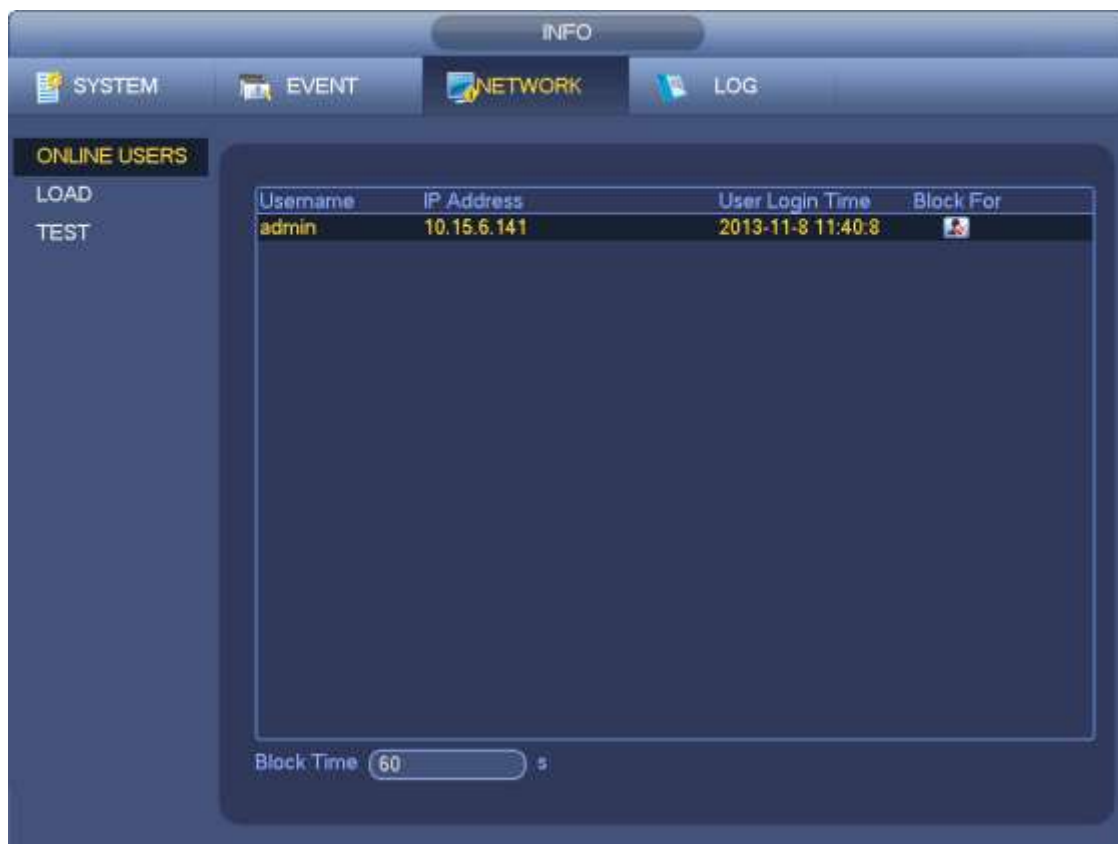 INFO
SYSTEM EVENT NETWORK LOG
ONLINE USERS
LOAD
TEST
Username IP Address User Login Time Block For
admin 10.15.6.141 2013-11-8 11:40:8
Block Time 60 s